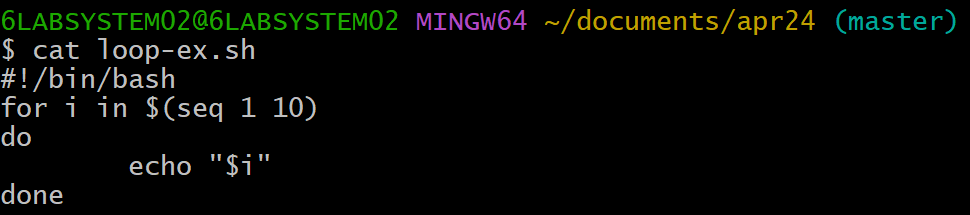 6LABSYSTEM02@6LABSYSTEM02 MINGW64 ~/documents/apr24 (master)
$ cat loop-ex.sh
#!/bin/bash
for i in $(seq 1 10)
do
        echo "$i"
done